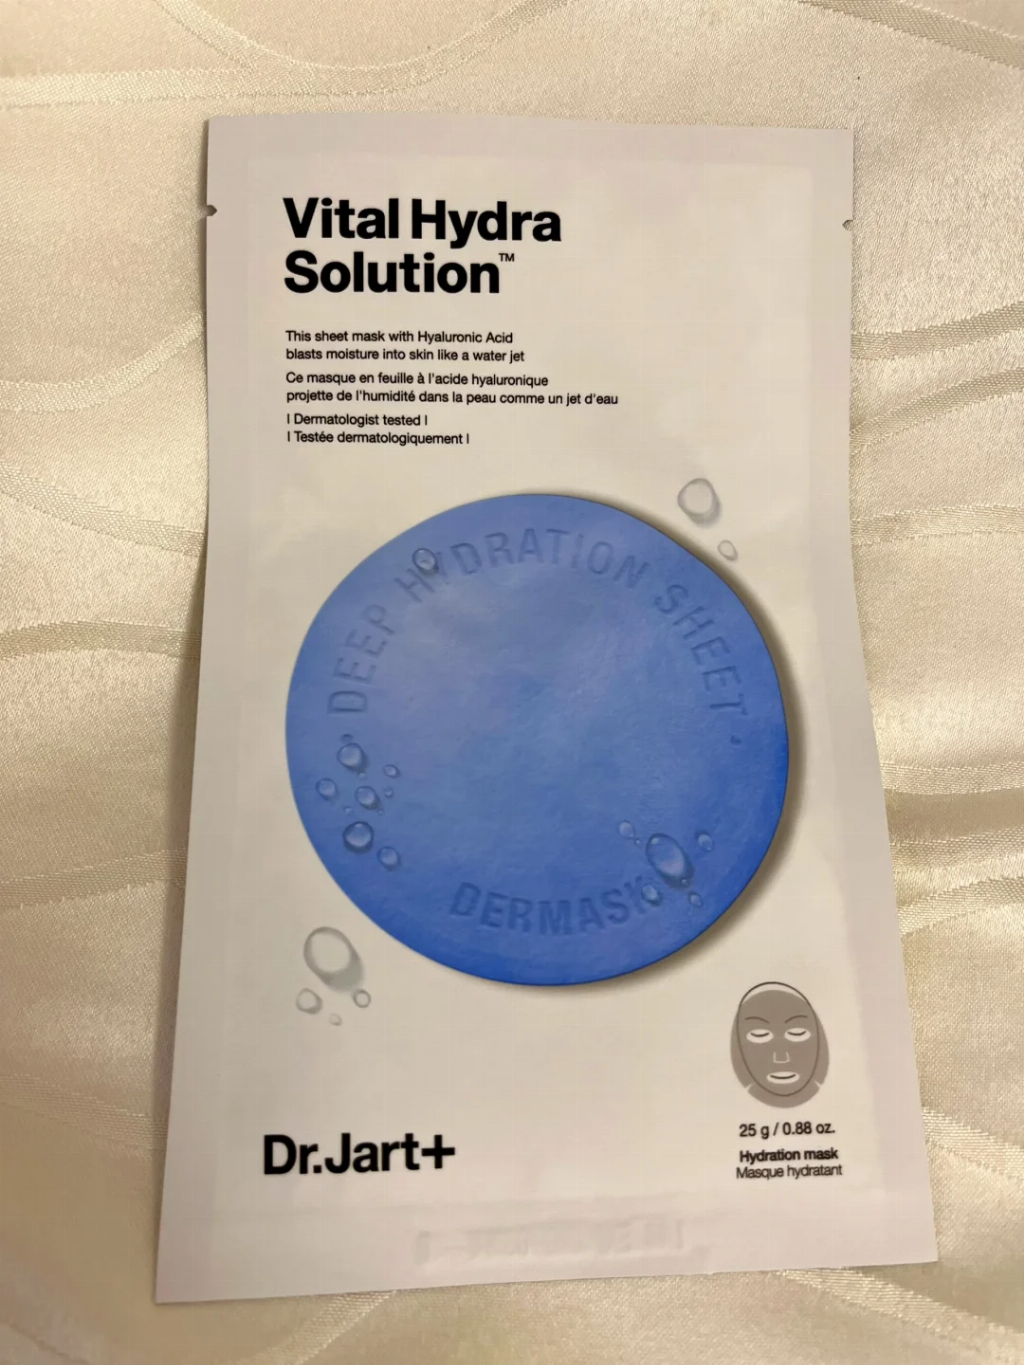 Vital Hydra
Solution™
This sheet mask with Hyaluronic Acid
blasts moisture into skin like a water jet
Ce masque en feuille à l'acide hyaluronique
projette de l'humidité dans la peau comme un jet d'eau
I Dermatologist tested I
I Testée dermatologiquement I
DEEP HYDRATION SHEET
DERMASK
Dr.Jart+
25 g / 0.88 oz.
Hydration mask
Masque hydratant